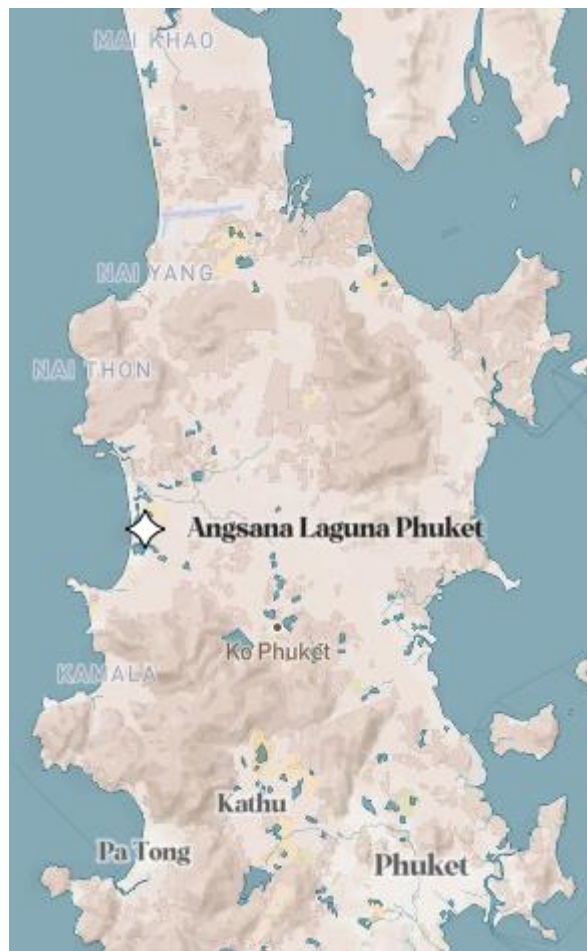 MAI KHAO
NAI YANG
NAI THON
Angsana Laguna Phuket
Ko Phuket
KAMALA
Kathu
Pa Tong
Phuket